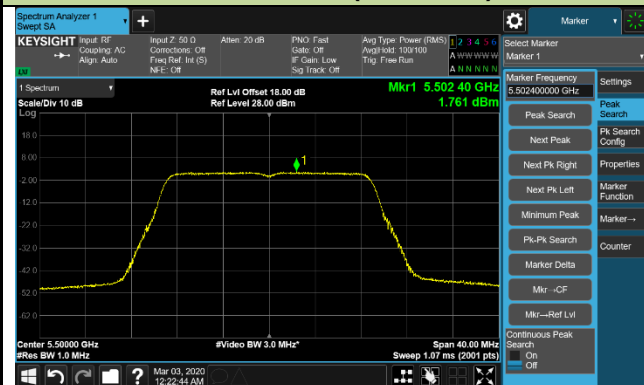 Spectrum Analyzer 1
Swept SA
Marker
KEYSIGHT
Input: RF
Coupling: AC
Align: Auto
Input Z: 50 Ω
Corrections: Off
Freq Ref: Int (S)
NFE: Off
Atten: 20 dB
PNO: Fast
Gate: Off
IF Gain: Low
Sig Track: Off
Avg Type: Power (RMS)
Avg|Hold: 100/100
Trig: Free Run
1 2 3 4 5 6
A W W W W W
A N N N N N
LM
Select Marker
Marker 1
1 Spectrum
Scale/Div 10 dB
Log
Ref Lvl Offset 18.00 dB
Ref Level 28.00 dBm
Mkr1 5.502 40 GHz
1.761 dBm
Marker Frequency
5.502400000 GHz
Peak Search
Next Peak
Next Pk Right
Next Pk Left
Minimum Peak
Pk-Pk Search
Marker Delta
Mkr→CF
Mkr→Ref Lvl
Continuous Peak
Search
On
Off
Settings
Peak
Search
Pk Search
Config
Properties
Marker
Function
Marker→
Counter
18.0
8.00
-2.00
-12.0
-22.0
-32.0
-42.0
-52.0
-62.0
1
Center 5.50000 GHz
#Res BW 1.0 MHz
#Video BW 3.0 MHz*
Span 40.00 MHz
Sweep 1.07 ms (2001 pts)
Mar 03, 2020
12:22:44 AM